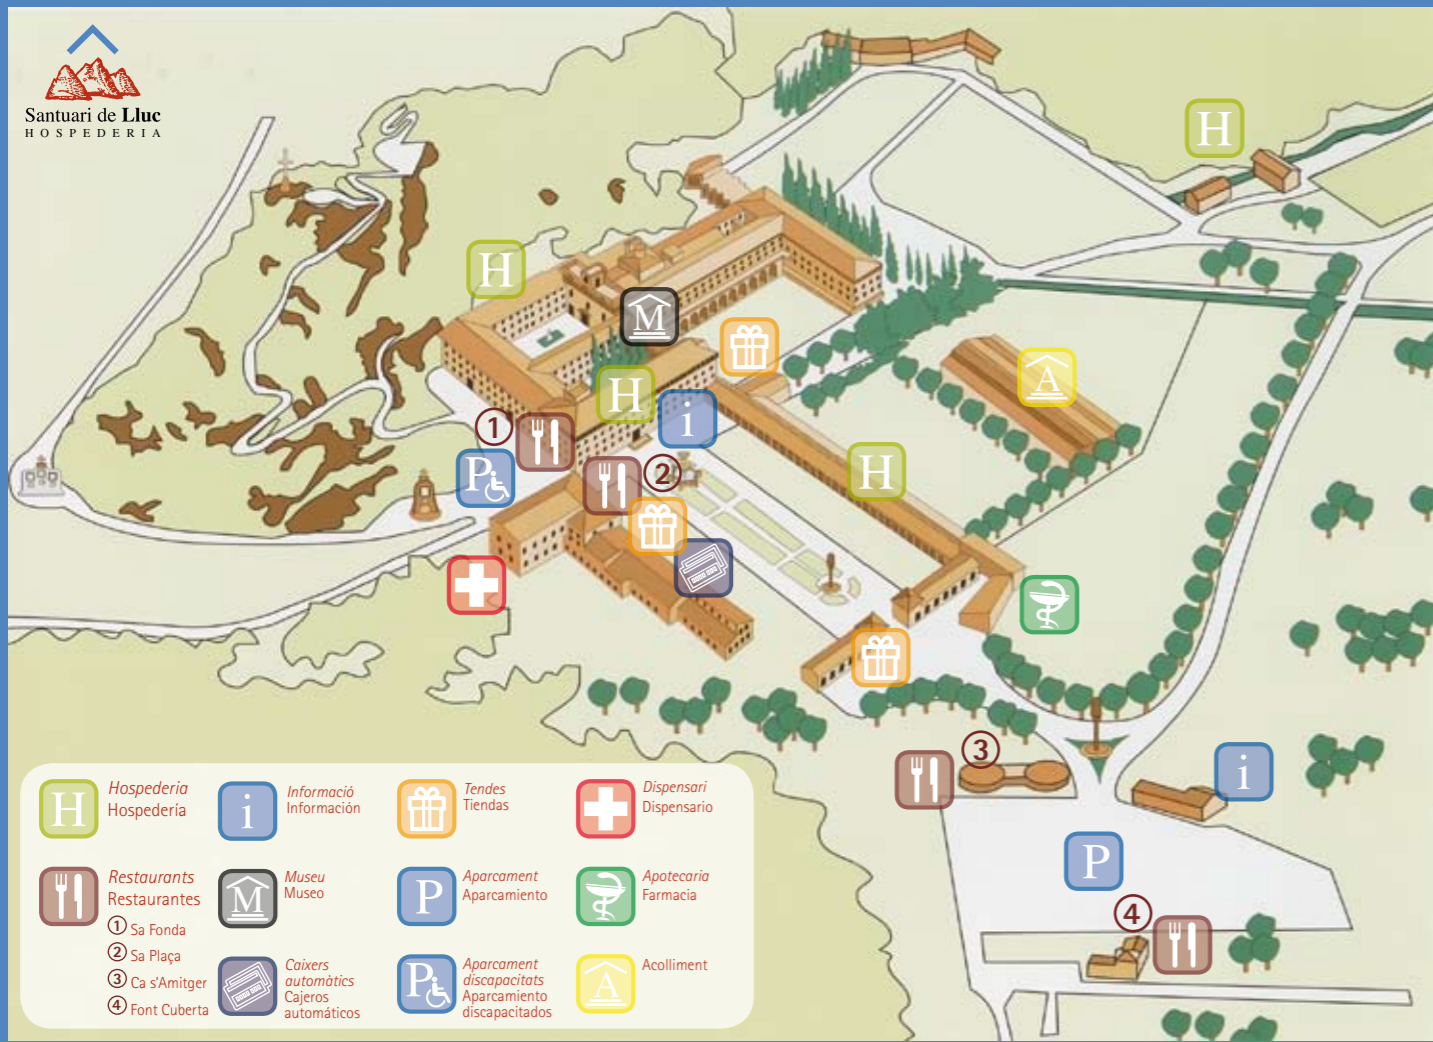 Santuari de Lluc
HOSPEDERIA
H
H
M
H
i
A
1
P
2
H
3
i
P
4
H
Hospederia
Hospedería
i
Informació
Información
Tendes
Tiendas
Dispensari
Dispensario
Restaurants
Restaurantes
1 Sa Fonda
2 Sa Plaça
3 Ca s'Amitger
4 Font Cuberta
M
Museu
Museo
P
Aparcament
Aparcamiento
Apotecaria
Farmacia
Caixers
automàtics
Cajeros
automáticos
P
Aparcament
discapacitats
Aparcamiento
discapacitados
A
Acolliment